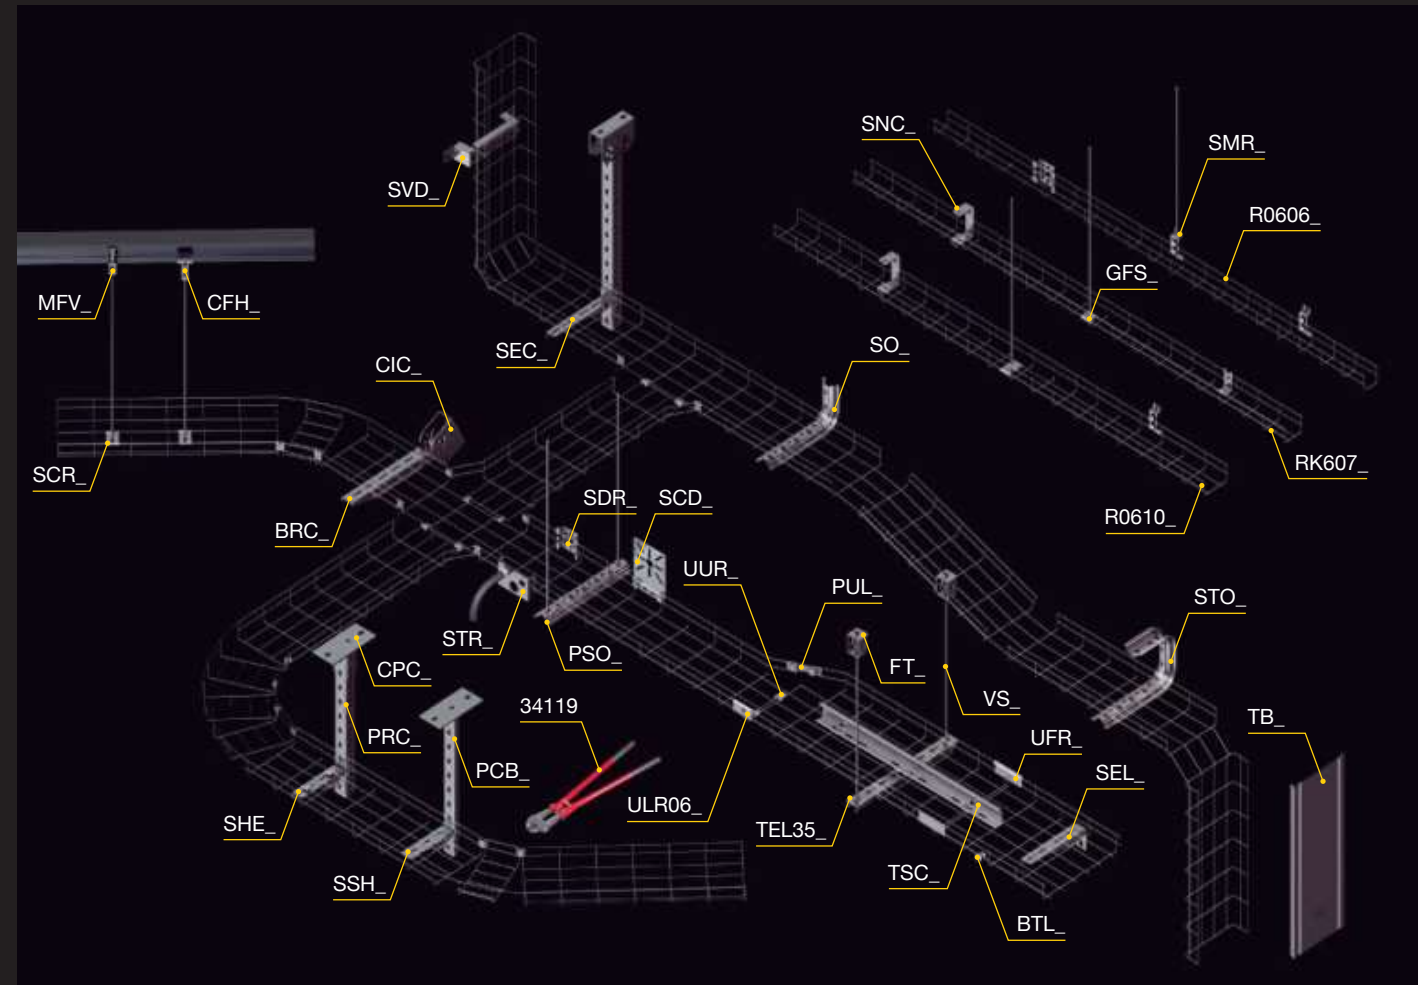 SNC_
SMR_
SVD_
R0606_
GFS_
MFV_
CFH_
SEC_
SO_
CIC_
SCR_
RK607_
SDR_
SCD_
R0610_
BRC_
UUR_
PUL_
STO_
STR_
PSO_
CPC_
FT_
VS_
34119
TB_
PRC_
UFR_
PCB_
SEL_
ULR06_
SHE_
TEL35_
TSC_
SSH_
BTL_